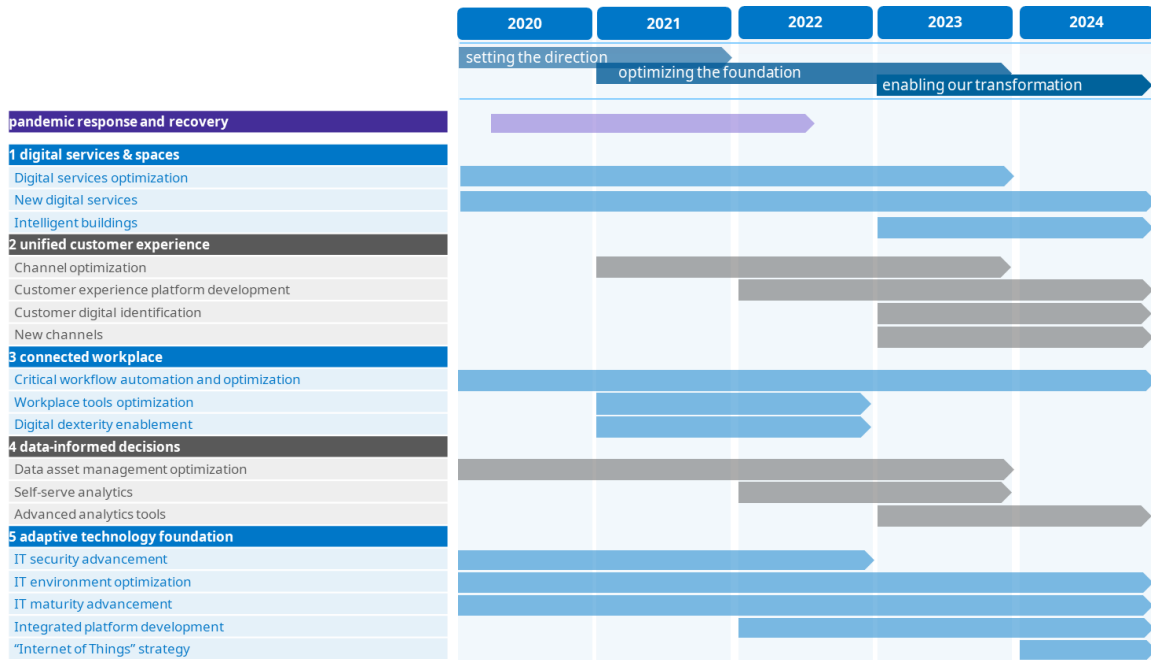 2020 2021 2022 2023 2024
setting the direction
optimizing the foundation
enabling our transformation
pandemic response and recovery
1 digital services & spaces
Digital services optimization
New digital services
Intelligent buildings
2 unified customer experience
Channel optimization
Customer experience platform development
Customer digital identification
New channels
3 connected workplace
Critical workflow automation and optimization
Workplace tools optimization
Digital dexterity enablement
4 data-informed decisions
Data asset management optimization
Self-serve analytics
Advanced analytics tools
5 adaptive technology foundation
IT security advancement
IT environment optimization
IT maturity advancement
Integrated platform development
“Internet of Things” strategy